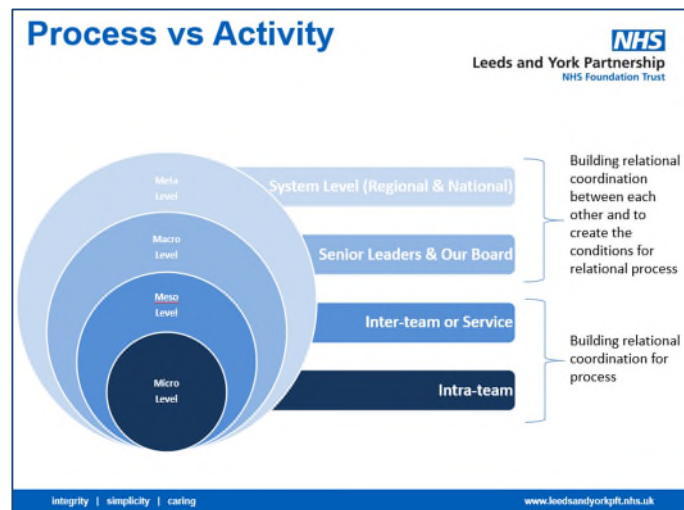 Process vs Activity
NHS
Leeds and York Partnership
NHS Foundation Trust
Meta
Level
System Level (Regional & National)
Macro
Level
Senior Leaders & Our Board
Meso
Level
Inter-team or Service
Micro
Level
Intra-team
Building relational
coordination
between each
other and to
create the
conditions for
relational process
Building relational
coordination for
process
integrity | simplicity | caring
www.leedsandyorkpft.nhs.uk